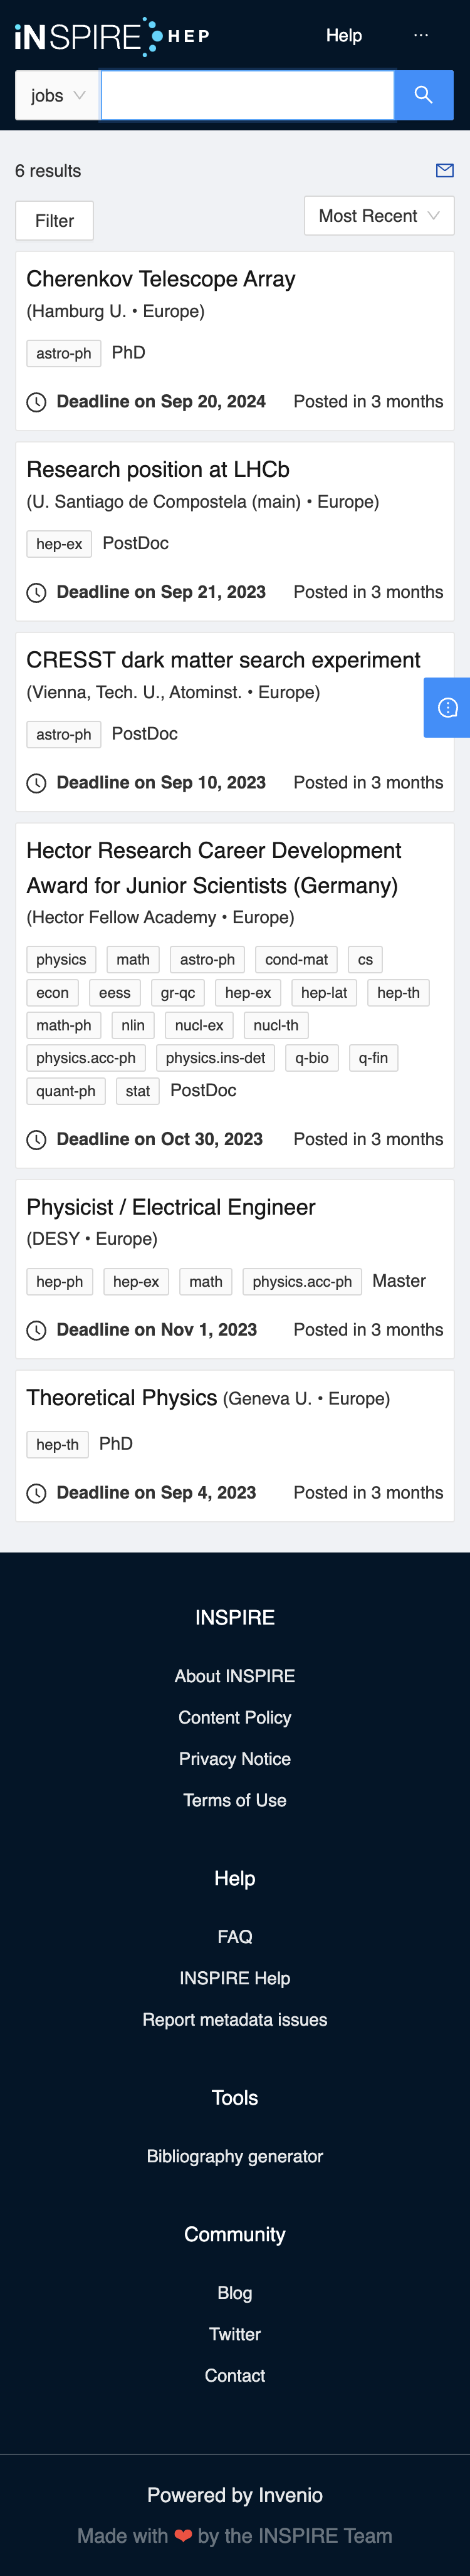 iNSPIRE HEP
Help
...
jobs
6 results
Filter
Most Recent
Cherenkov Telescope Array
(Hamburg U. • Europe)
astro-ph PhD
Deadline on Sep 20, 2024 Posted in 3 months
Research position at LHCb
(U. Santiago de Compostela (main) • Europe)
hep-ex PostDoc
Deadline on Sep 21, 2023 Posted in 3 months
CRESST dark matter search experiment
(Vienna, Tech. U., Atominst. • Europe)
astro-ph PostDoc
Deadline on Sep 10, 2023 Posted in 3 months
Hector Research Career Development
Award for Junior Scientists (Germany)
(Hector Fellow Academy • Europe)
physics math astro-ph cond-mat cs
econ eess gr-qc hep-ex hep-lat hep-th
math-ph nlin nucl-ex nucl-th
physics.acc-ph physics.ins-det q-bio q-fin
quant-ph stat PostDoc
Deadline on Oct 30, 2023 Posted in 3 months
Physicist / Electrical Engineer
(DESY • Europe)
hep-ph hep-ex math physics.acc-ph Master
Deadline on Nov 1, 2023 Posted in 3 months
Theoretical Physics (Geneva U. • Europe)
hep-th PhD
Deadline on Sep 4, 2023 Posted in 3 months
INSPIRE
About INSPIRE
Content Policy
Privacy Notice
Terms of Use
Help
FAQ
INSPIRE Help
Report metadata issues
Tools
Bibliography generator
Community
Blog
Twitter
Contact
Powered by Invenio
Made with ❤ by the INSPIRE Team